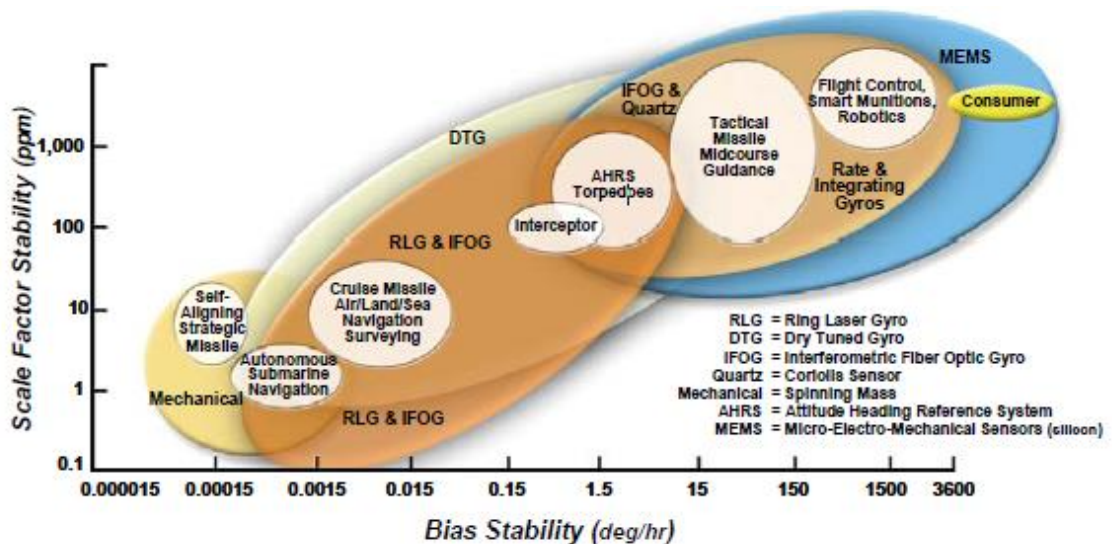 Scale Factor Stability (ppm)
1,000
100
10
1
0.1
0.000015
0.00015
0.0015
0.015
0.15
1.5
15
150
1500
3600
Bias Stability (deg/hr)
MEMS
IFOG &
Quartz
Flight Control,
Smart Munitions,
Robotics
Consumer
DTG
Tactical
Missile
Midcourse
Guidance
AHRS
Torpedoes
Rate &
Integrating
Gyros
Interceptor
RLG & IFOG
Self-
Aligning
Strategic
Missile
Cruise Missile
Air/Land/Sea
Navigation
Surveying
Autonomous
Submarine
Navigation
Mechanical
RLG & IFOG
RLG = Ring Laser Gyro
DTG = Dry Tuned Gyro
IFOG = Interferometric Fiber Optic Gyro
Quartz = Coriolis Sensor
Mechanical = Spinning Mass
AHRS = Attitude Heading Reference System
MEMS = Micro-Electro-Mechanical Sensors (silicon)